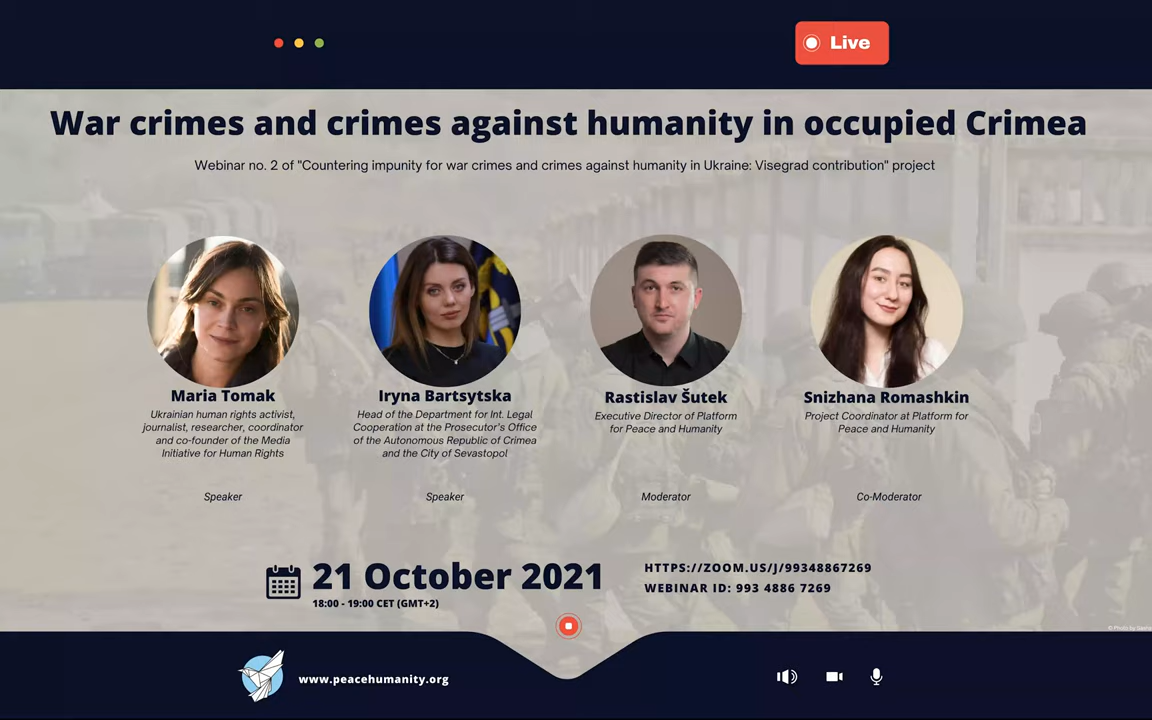 Live
War crimes and crimes against humanity in occupied Crimea
Webinar no. 2 of "Countering impunity for war crimes and crimes against humanity in Ukraine: Visegrad contribution" project
Maria Tomak
Ukrainian human rights activist,
journalist, researcher, coordinator
and co-founder of the Media
Initiative for Human Rights
Speaker
Iryna Bartsytska
Head of the Department for Int. Legal
Cooperation at the Prosecutor's Office
of the Autonomous Republic of Crimea
and the City of Sevastopol
Speaker
Rastislav Šutek
Executive Director of Platform
for Peace and Humanity
Moderator
Snizhana Romashkin
Project Coordinator at Platform for
Peace and Humanity
Co-Moderator
21 October 2021
18:00 - 19:00 CET (GMT+2)
HTTPS://ZOOM.US/J/99348867269
WEBINAR ID: 993 4886 7269
© Photo by
www.peacehumanity.org